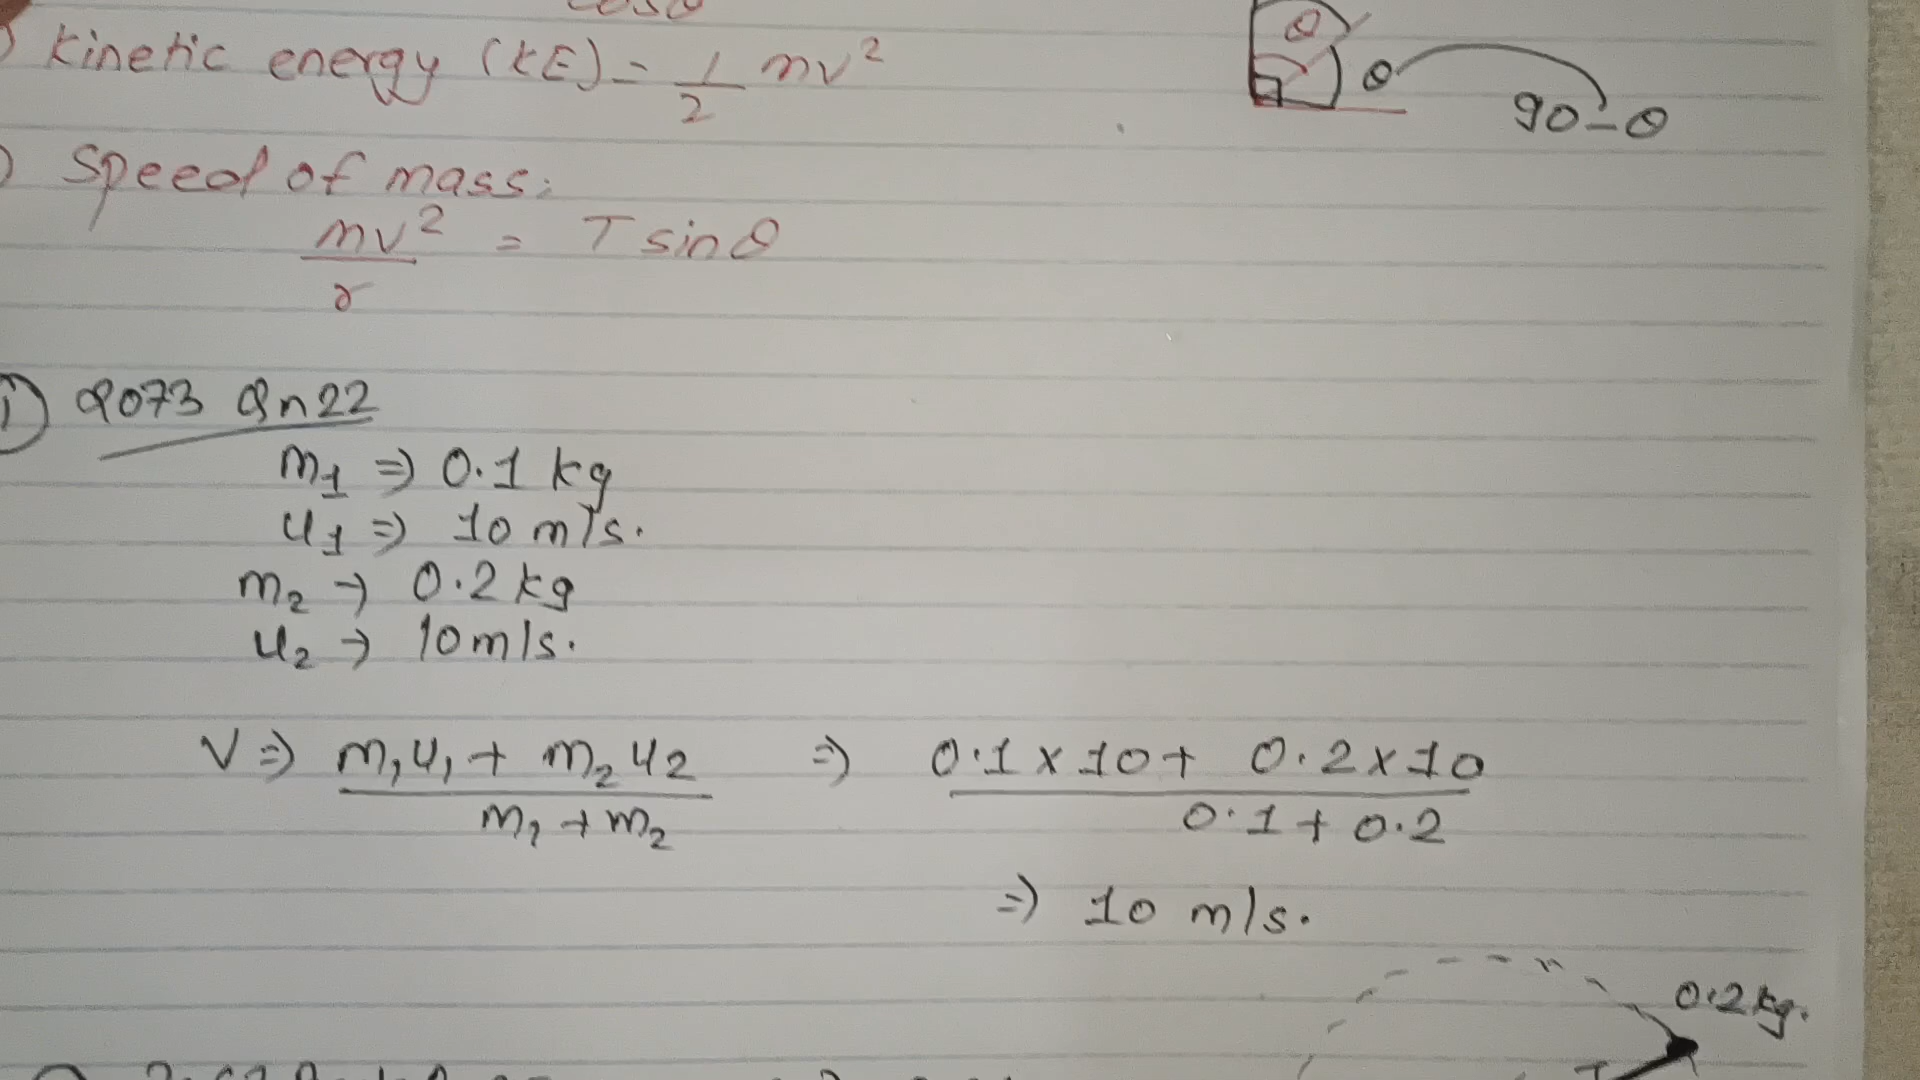 cosθ
Kinetic energy (KE) = 1/2 mv²
θ
θ
90-θ
Speed of mass:
mv²/r = T sinθ
i) 2073 Qn22
m₁ ⇒ 0.1 kg
u₁ ⇒ 10 m/s.
m₂ → 0.2 kg
u₂ → 10 m/s.
V ⇒ m₁u₁ + m₂u₂ / m₁ + m₂ ⇒ 0.1 x 10 + 0.2 x 10 / 0.1 + 0.2
⇒ 10 m/s.
0.2 kg.
T